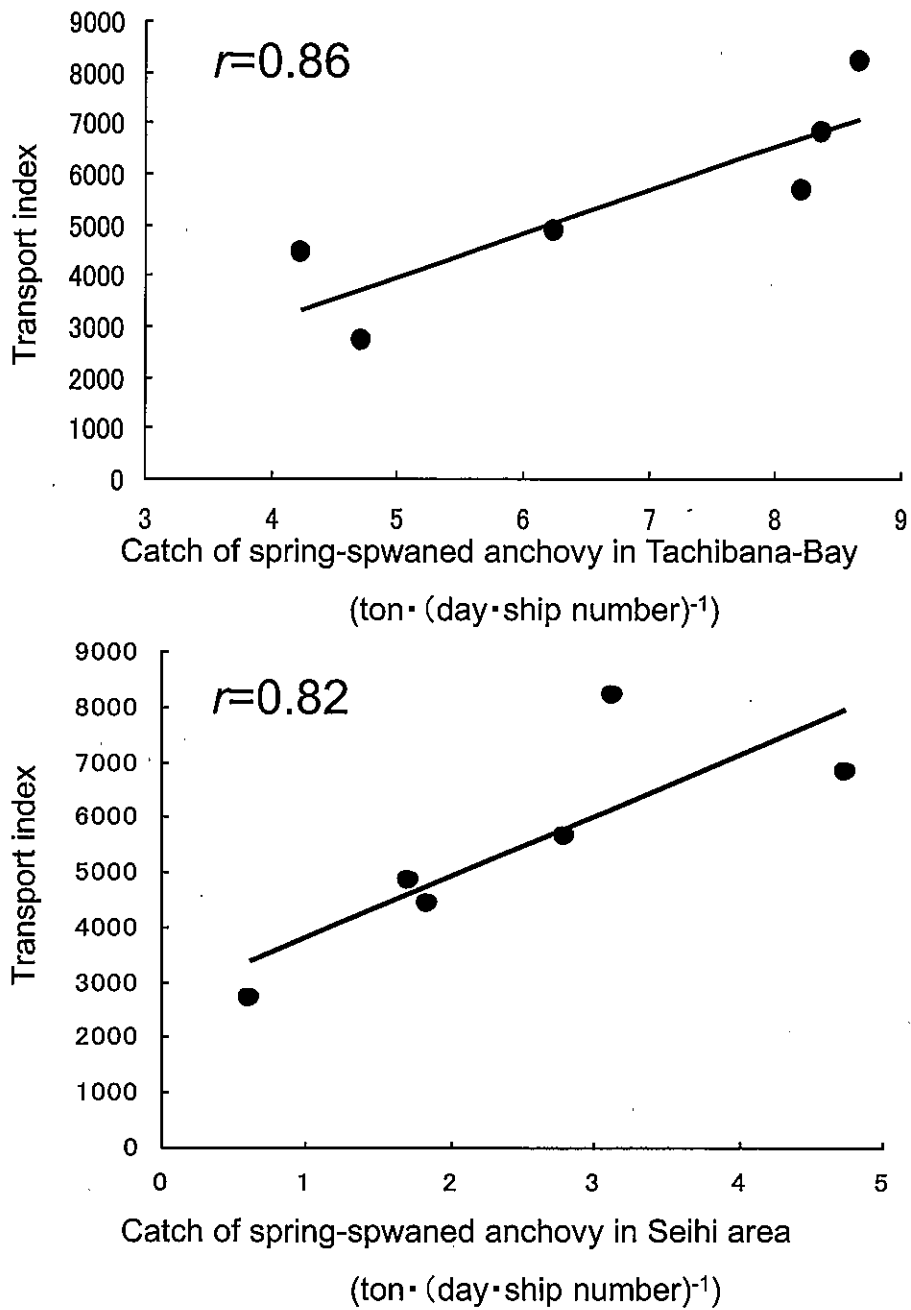 r=0.86
9000
8000
7000
6000
5000
4000
3000
2000
1000
0
Transport index
3 4 5 6 7 8 9
Catch of spring-spwaned anchovy in Tachibana-Bay
(ton・(day・ship number)-1)
r=0.82
9000
8000
7000
6000
5000
4000
3000
2000
1000
0
Transport index
0 1 2 3 4 5
Catch of spring-spwaned anchovy in Seihi area
(ton・(day・ship number)-1)